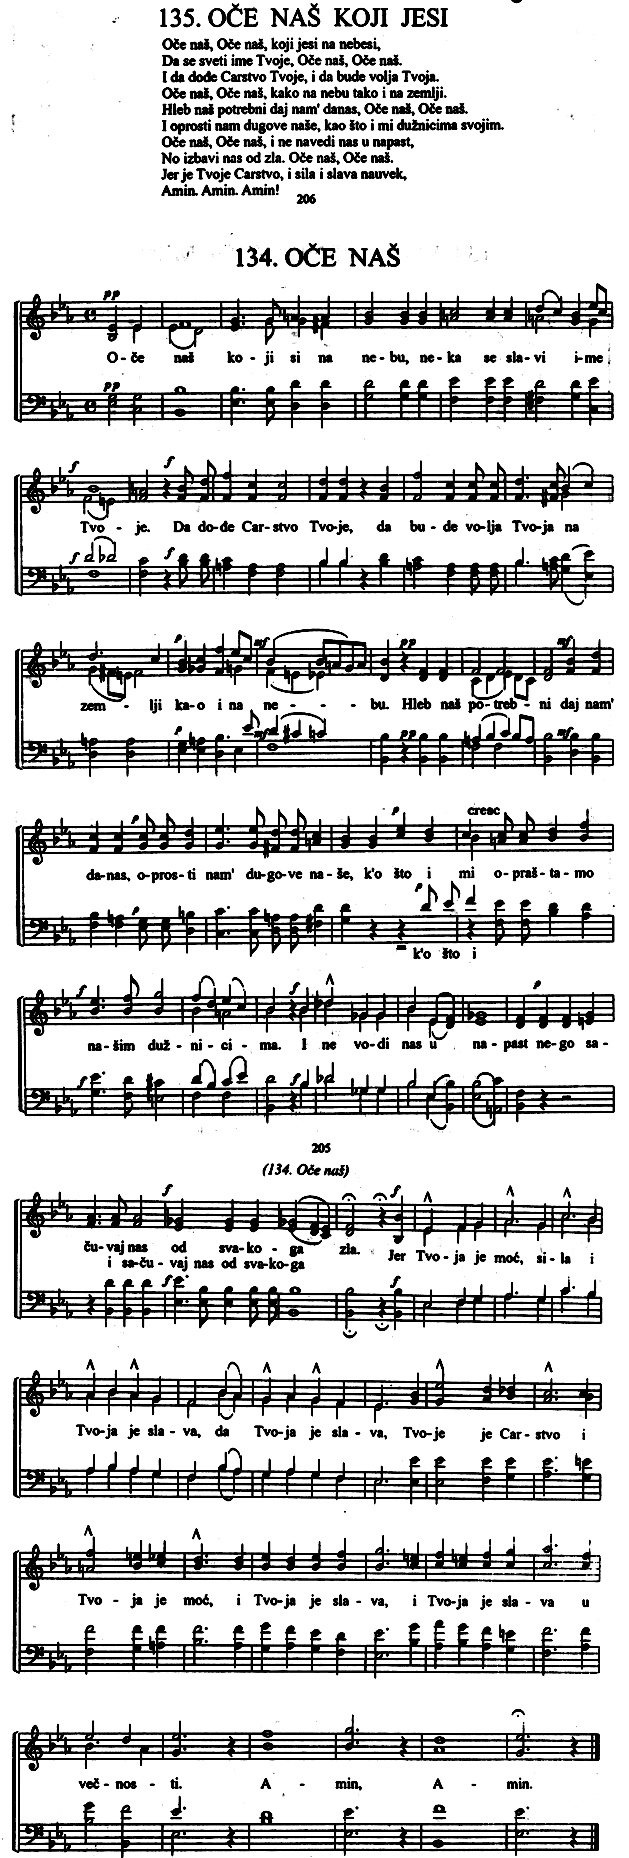 135. OČE NAŠ KOJI JESI
Oče naš, Oče naš, koji jesi na nebesi,
Da se sveti ime Tvoje, Oče naš, Oče naš.
I da dođe Carstvo Tvoje, i da bude volja Tvoja.
Oče naš, Oče naš, kako na nebu tako i na zemlji.
Hleb naš potrebni daj nam' danas, Oče naš, Oče naš.
I oprosti nam dugove naše, kao što i mi dužnicima svojim.
Oče naš, Oče naš, i ne navedi nas u napast,
No izbavi nas od zla. Oče naš, Oče naš.
Jer je Tvoje Carstvo, i sila i slava nauvek,
Amin. Amin. Amin!
206
134. OČE NAŠ
pp
O-če naš ko-ji si na ne-bu, ne-ka se sla-vi i-me
pp
f f
Tvo-je. Da do-đe Car-stvo Tvo-je, da bu-de vo-lja Tvo-ja na
f f
p mf pp mf
zem-lji ka-o i na ne---bu. Hleb naš po-treb-ni daj nam'
p mf pp mf
p p cresc
da-nas, o-pros-ti nam' du-go-ve na-še, k'o što i mi o-praš-ta-mo
p p
k'o što i
f f p
na-šim duž-ni-ci-ma. I ne vo-di nas u na-past ne-go sa-
f f
205
(134. Oče naš)
f f
ču-vaj nas od sva-ko-ga zla. Jer Tvo-ja je moć, si-la i
i sa-ču-vaj nas od sva-ko-ga
f f
Tvo-ja je sla-va, da Tvo-ja je sla-va, Tvo-je je Car-stvo i
Tvo-ja je moć, i Tvo-ja je sla-va, i Tvo-ja je sla-va u
več-nos-ti. A-min, A-min.